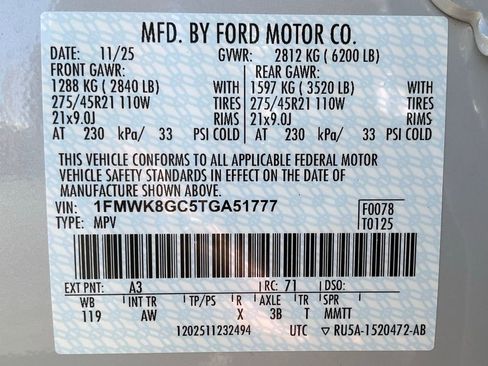 MFD. BY FORD MOTOR CO.
DATE: 11/25 GVWR: 2812 KG ( 6200 LB)
FRONT GAWR: REAR GAWR:
1288 KG ( 2840 LB) WITH 1597 KG ( 3520 LB) WITH
275/45R21 110W TIRES 275/45R21 110W TIRES
21x9.0J RIMS 21x9.0J RIMS
AT 230 kPa/ 33 PSI COLD AT 230 kPa/ 33 PSI COLD
THIS VEHICLE CONFORMS TO ALL APPLICABLE FEDERAL MOTOR
VEHICLE SAFETY STANDARDS IN EFFECT ON THE DATE OF
MANUFACTURE SHOWN ABOVE.
VIN: 1FMWK8GC5TGA51777 F0078
TYPE: MPV T0125
EXT PNT: A3 RC: 71 DSO:
WB INT TR TP/PS R AXLE TR SPR
119 AW X 3B T MMTT
1202511232494 UTC ▽ RU5A-1520472-AB